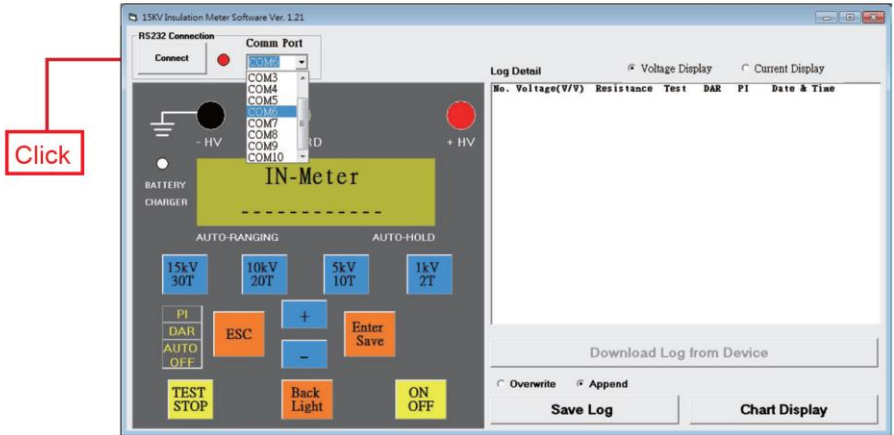 15KV Insulation Meter Software Ver. 1.21
RS232 Connection
Connect
Comm Port
COM6
COM3
COM4
COM5
COM6
COM7
COM8
COM9
COM10
Click
- HV
RD
+ HV
BATTERY
CHARGER
IN-Meter
------------
AUTO-RANGING AUTO-HOLD
15kV
30T
10kV
20T
5kV
10T
1kV
2T
PI
DAR
AUTO
OFF
ESC
+
-
Enter
Save
TEST
STOP
Back
Light
ON
OFF
Log Detail
Voltage Display
Current Display
No. Voltage(V/V) Resistance Test DAR PI Date & Time
Download Log from Device
Overwrite
Append
Save Log
Chart Display